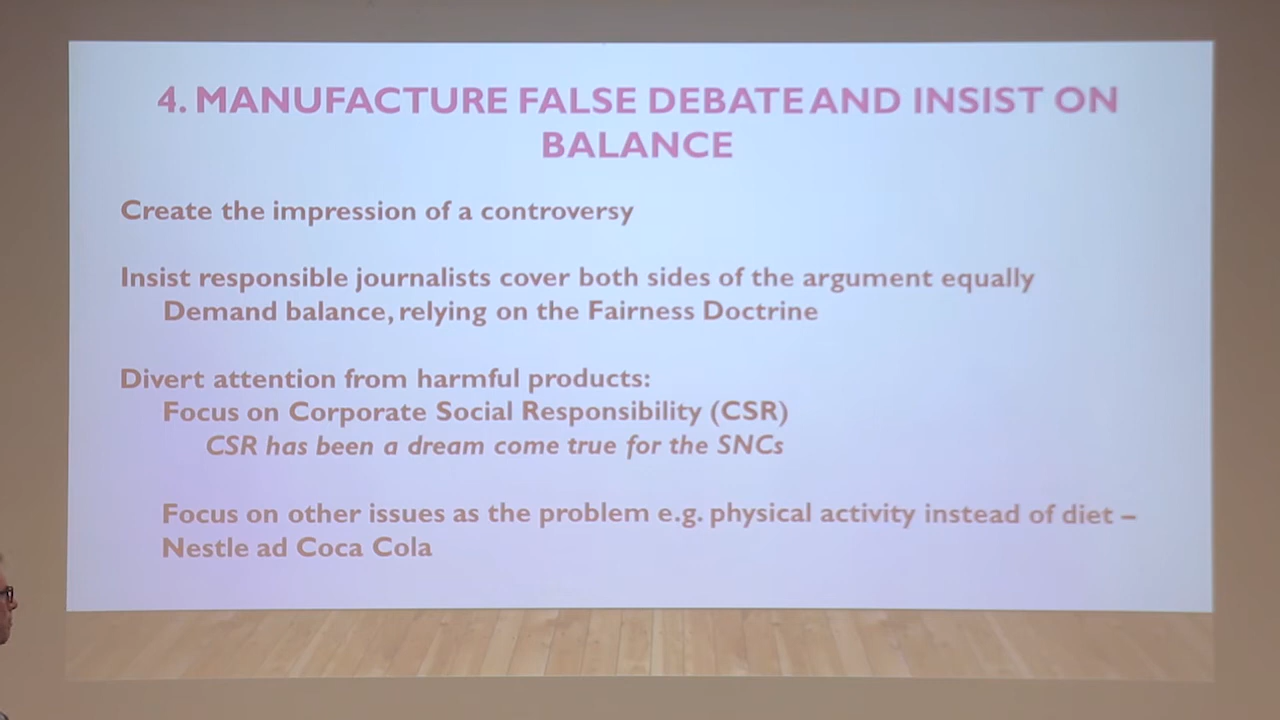 4. MANUFACTURE FALSE DEBATE AND INSIST ON
BALANCE
Create the impression of a controversy
Insist responsible journalists cover both sides of the argument equally
Demand balance, relying on the Fairness Doctrine
Divert attention from harmful products:
Focus on Corporate Social Responsibility (CSR)
CSR has been a dream come true for the SNCs
Focus on other issues as the problem e.g. physical activity instead of diet –
Nestle ad Coca Cola